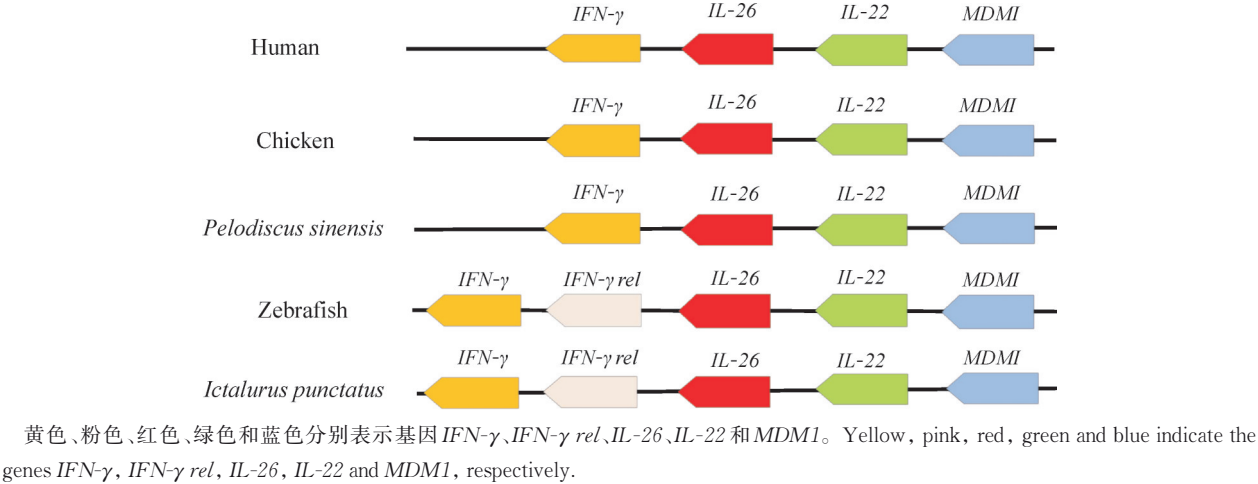 IFN-γ IL-26 IL-22 MDMI
Human
IFN-γ IL-26 IL-22 MDMI
Chicken
IFN-γ IL-26 IL-22 MDMI
Pelodiscus sinensis
IFN-γ IFN-γ rel IL-26 IL-22 MDMI
Zebrafish
IFN-γ IFN-γ rel IL-26 IL-22 MDMI
Ictalurus punctatus
黄色、粉色、红色、绿色和蓝色分别表示基因IFN-γ、IFN-γ rel、IL-26、IL-22和MDM1。Yellow, pink, red, green and blue indicate the
genes IFN-γ, IFN-γ rel, IL-26, IL-22 and MDM1, respectively.